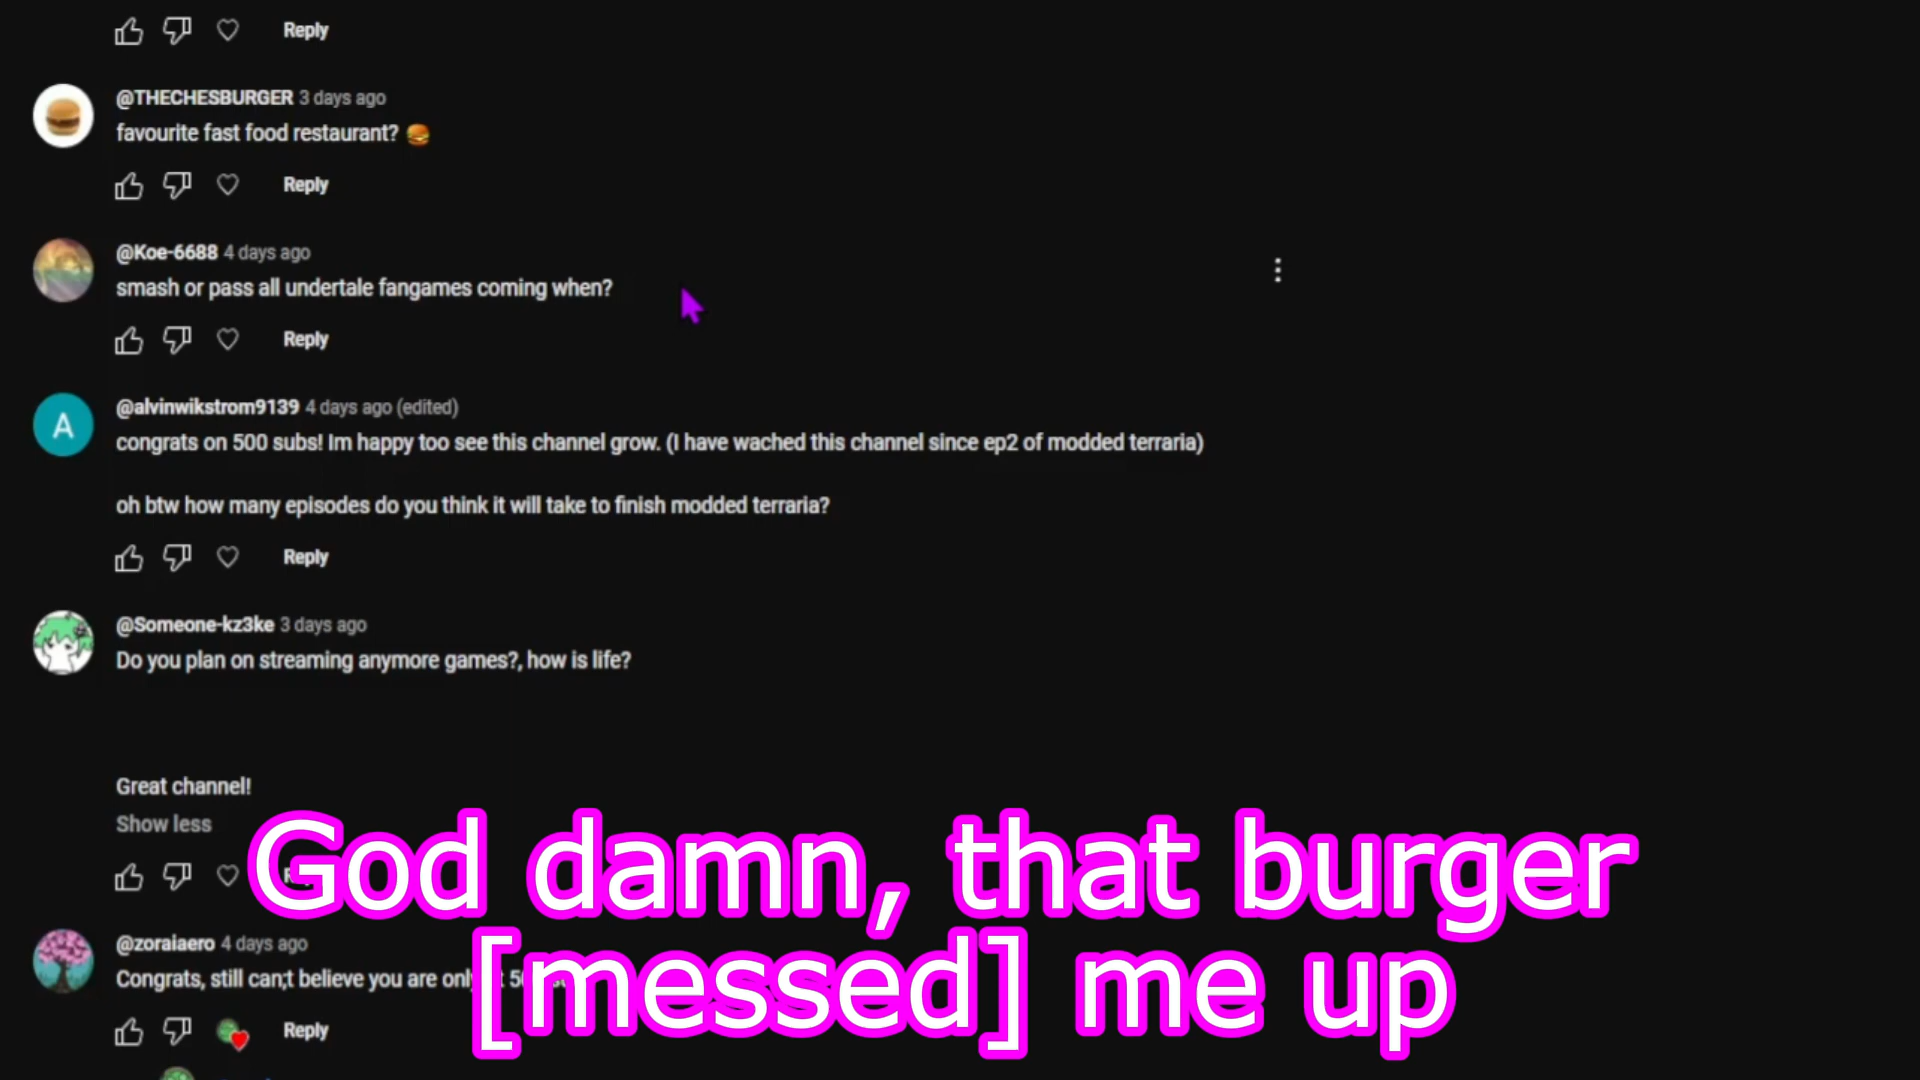 Reply
@THECHESBURGER 3 days ago
favourite fast food restaurant? 🍔
Reply
@Koe-6688 4 days ago
smash or pass all undertale fangames coming when?
Reply
@alvinwikstrom9139 4 days ago (edited)
congrats on 500 subs! Im happy too see this channel grow. (I have wached this channel since ep2 of modded terraria)
oh btw how many episodes do you think it will take to finish modded terraria?
Reply
A
@Someone-kz3ke 3 days ago
Do you plan on streaming anymore games?, how is life?
Great channel!
Show less
God damn, that burger
[messed] me up
@zoraiaero 4 days ago
Congrats, still can;t believe you are only
Reply